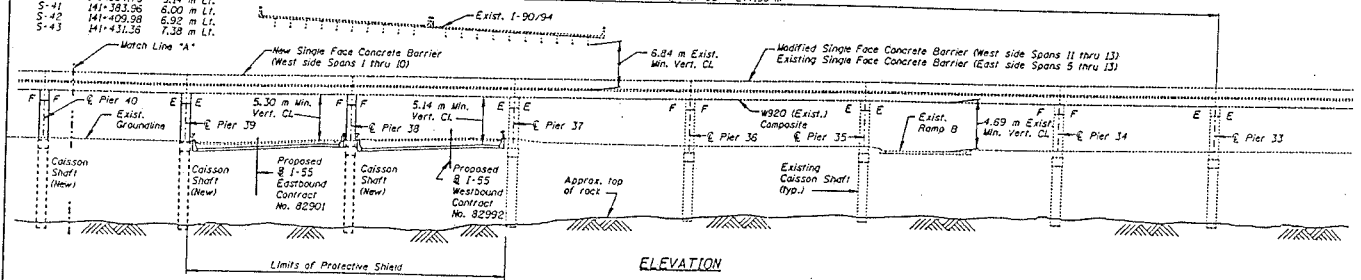 S-41 141+383.96 6.00 m Lt.
S-42 141+409.98 6.92 m Lt.
S-43 141+431.36 7.38 m Lt.
Exist. I-90/94
Match Line "A"
New Single Face Concrete Barrier
(West side Spans 1 thru 10)
6.84 m Exist.
Min. Vert. CL
Modified Single Face Concrete Barrier (West side Spans 11 thru 13)
Existing Single Face Concrete Barrier (East side Spans 5 thru 13)
F F E E F F E E F F E E F F E E
℄ Pier 40
Exist.
Groundline
℄ Pier 39
5.30 m Min.
Vert. CL
℄ Pier 38
5.14 m Min.
Vert. CL
℄ Pier 37
W920 (Exist.)
Composite
℄ Pier 36
℄ Pier 35
Exist.
Ramp B
4.69 m Exist.
Min. Vert. CL
℄ Pier 34
℄ Pier 33
Caisson
Shaft
(New)
Caisson
Shaft
(New)
Proposed
I-55
Eastbound
Contract
No. 82901
Caisson
Shaft
(New)
Proposed
I-55
Westbound
Contract
No. 82992
Approx. top
of rock
Existing
Caisson Shaft
(typ.)
Limits of Protective Shield
ELEVATION